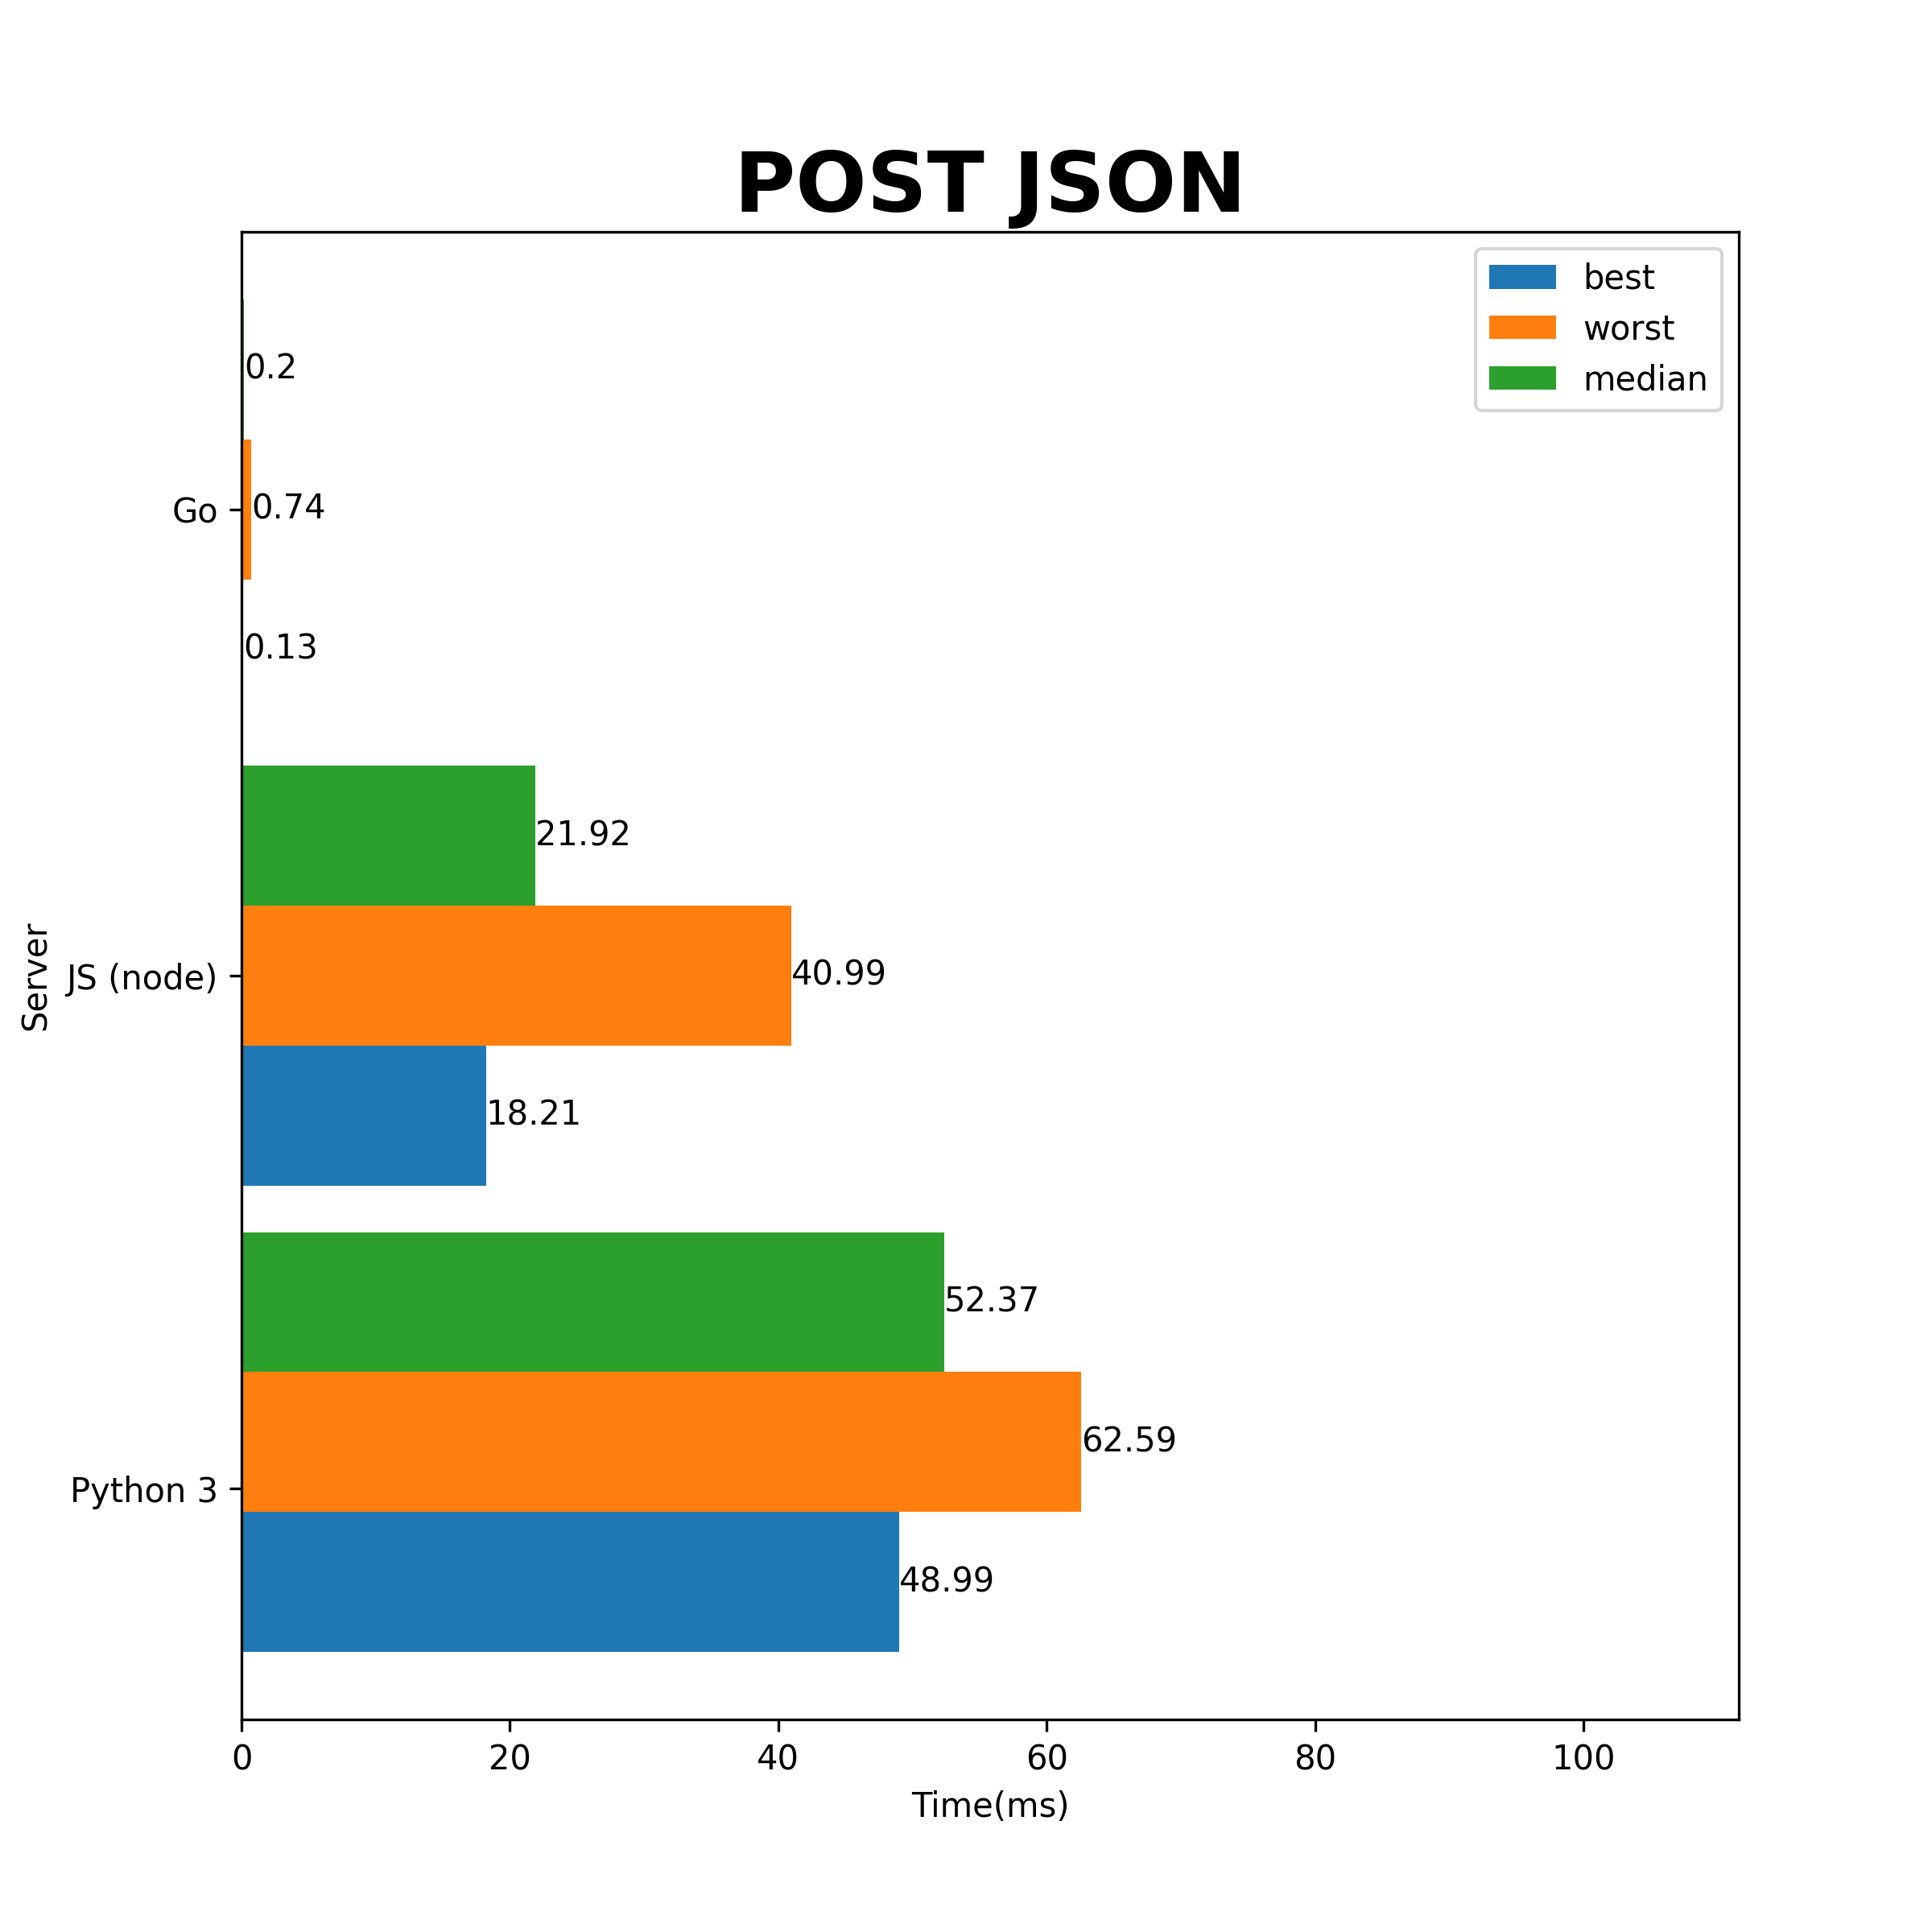 POST JSON
best
worst
median
0.2
Go
0.74
0.13
21.92
JS (node)
40.99
18.21
52.37
Python 3
62.59
48.99
Server
0 20 40 60 80 100
Time(ms)